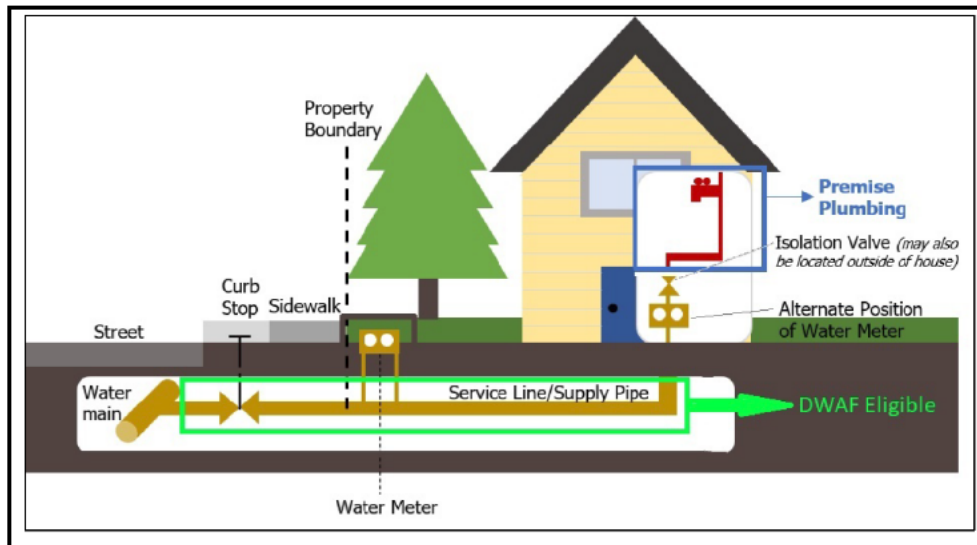 Property
Boundary
Premise
Plumbing
Isolation Valve (may also
be located outside of house)
Curb
Stop
Sidewalk
Alternate Position
of Water Meter
Street
Water
main
Service Line/Supply Pipe
DWAF Eligible
Water Meter